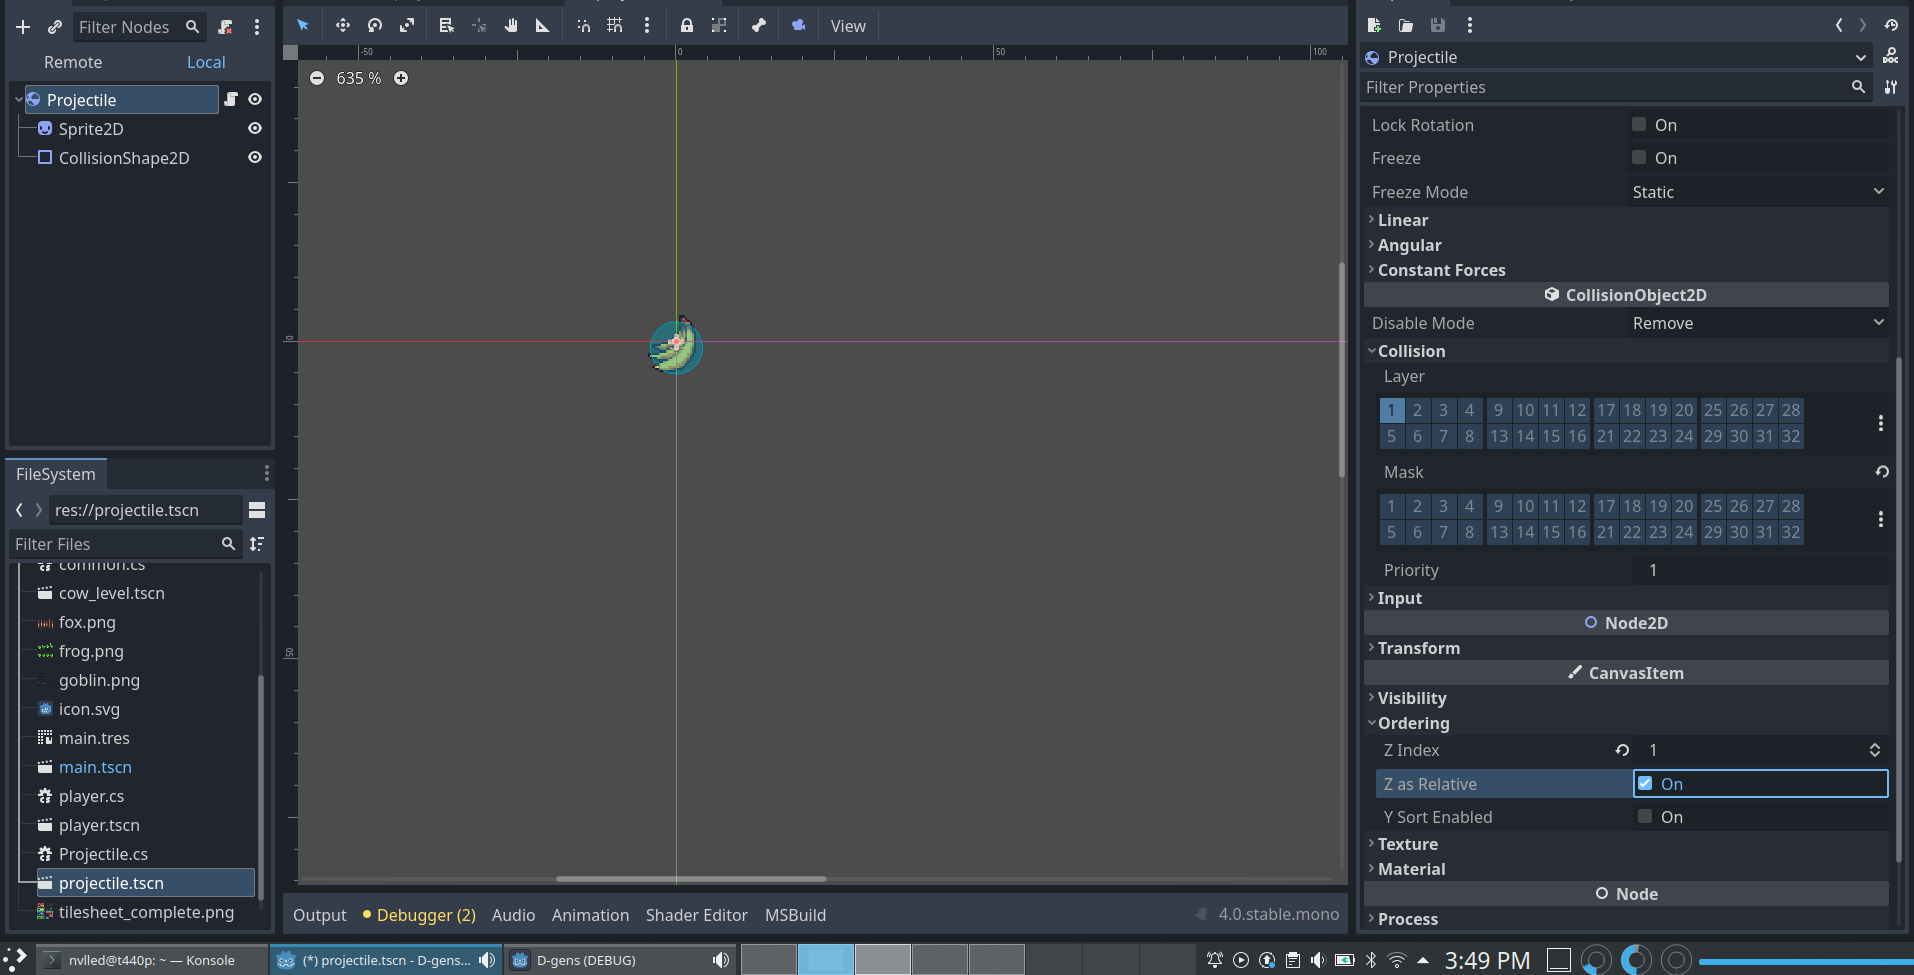 Filter Nodes
Remote
Local
Projectile
Sprite2D
CollisionShape2D
FileSystem
res://projectile.tscn
Filter Files
common.cs
cow_level.tscn
fox.png
frog.png
goblin.png
icon.svg
main.tres
main.tscn
player.cs
player.tscn
Projectile.cs
projectile.tscn
tilesheet_complete.png
View
-50
0
50
100
635 %
0
50
Output
Debugger (2)
Audio
Animation
Shader Editor
MSBuild
4.0.stable.mono
Projectile
DOC
Filter Properties
Lock Rotation On
Freeze On
Freeze Mode Static
Linear
Angular
Constant Forces
CollisionObject2D
Disable Mode Remove
Collision
Layer
1 2 3 4 9 10 11 12 17 18 19 20 25 26 27 28
5 6 7 8 13 14 15 16 21 22 23 24 29 30 31 32
Mask
1 2 3 4 9 10 11 12 17 18 19 20 25 26 27 28
5 6 7 8 13 14 15 16 21 22 23 24 29 30 31 32
Priority 1
Input
Node2D
Transform
CanvasItem
Visibility
Ordering
Z Index 1
Z as Relative On
Y Sort Enabled On
Texture
Material
Node
Process
nvlled@t440p: ~ — Konsole
(*) projectile.tscn - D-gens...
D-gens (DEBUG)
3:49 PM